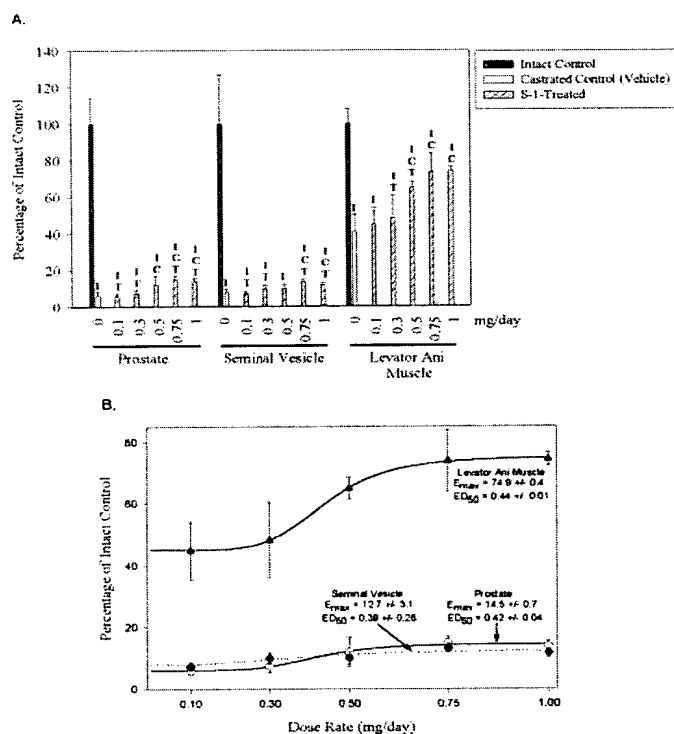 A.
140
120
100
80
60
40
20
0
Percentage of Intact Control
Intact Control
Castrated Control (Vehicle)
S-1-Treated
I I I I C I C I C
I I I I I C I C
I I I I C I C I C
0 0.1 0.3 0.5 0.75 1
0 0.1 0.3 0.5 0.75 1
0 0.1 0.3 0.5 0.75 1
mg/day
Prostate
Seminal Vesicle
Levator Ani
Muscle
B.
80
60
40
20
0
Percentage of Intact Control
Levator Ani Muscle
Emax = 74.9 +/- 0.4
ED50 = 0.44 +/- 0.01
Seminal Vesicle
Emax = 12.7 +/- 3.1
ED50 = 0.38 +/- 0.26
Prostate
Emax = 14.5 +/- 0.7
ED50 = 0.42 +/- 0.04
0.10 0.30 0.50 0.75 1.00
Dose Rate (mg/day)